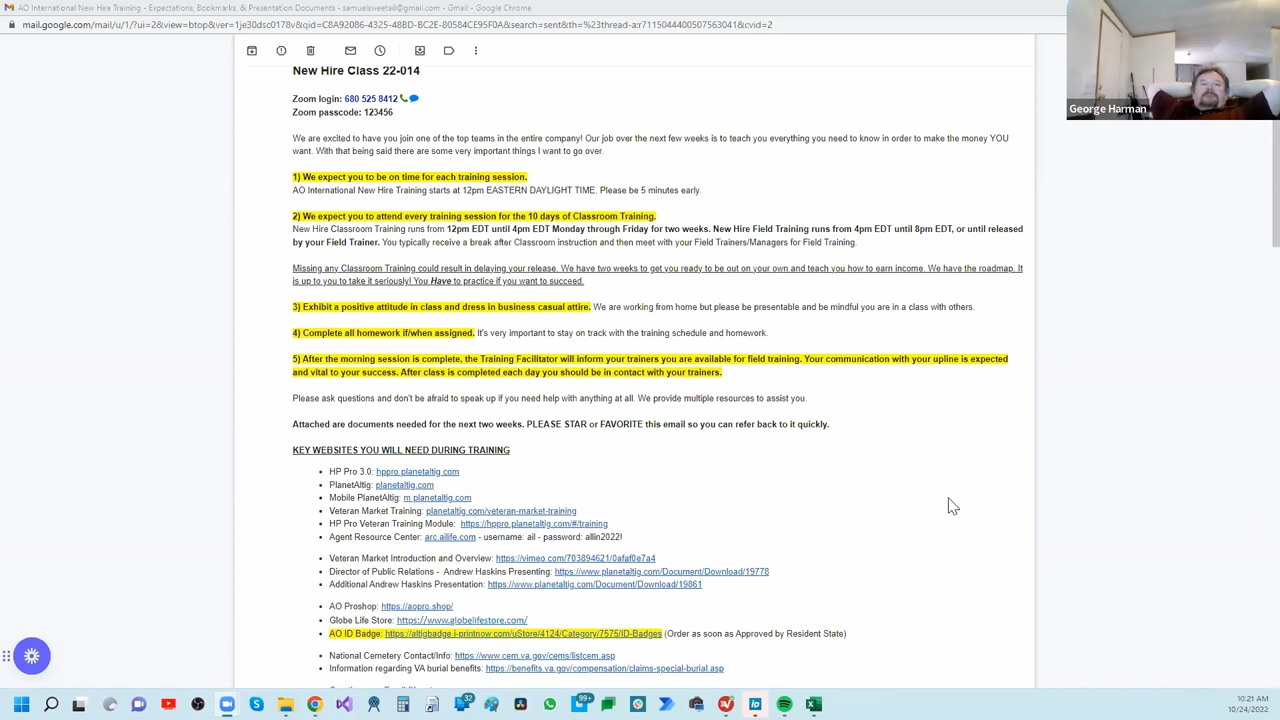 AO International New Hire Training - Expectations, Bookmarks, & Presentation Documents - samuelsweetall@gmail.com - Gmail - Google Chrome
mail.google.com/mail/u/1/?ui=2&view=btop&ver=1je30dsc0178v&qid=C8A92086-4325-4BBD-BC2E-80584CE95F0A&search=sent&th=%23thread-a:r7115044400507563041&cvid=2
New Hire Class 22-014
George Harman
Zoom login: 680 525 8412
Zoom passcode: 123456
We are excited to have you join one of the top teams in the entire company! Our job over the next few weeks is to teach you everything you need to know in order to make the money YOU
want. With that being said there are some very important things I want to go over.
1) We expect you to be on time for each training session.
AO International New Hire Training starts at 12pm EASTERN DAYLIGHT TIME. Please be 5 minutes early.
2) We expect you to attend every training session for the 10 days of Classroom Training.
New Hire Classroom Training runs from 12pm EDT until 4pm EDT Monday through Friday for two weeks. New Hire Field Training runs from 4pm EDT until 8pm EDT, or until released
by your Field Trainer. You typically receive a break after Classroom instruction and then meet with your Field Trainers/Managers for Field Training.
Missing any Classroom Training could result in delaying your release. We have two weeks to get you ready to be out on your own and teach you how to earn income. We have the roadmap. It
is up to you to take it seriously! You Have to practice if you want to succeed.
3) Exhibit a positive attitude in class and dress in business casual attire. We are working from home but please be presentable and be mindful you are in a class with others.
4) Complete all homework if/when assigned. It's very important to stay on track with the training schedule and homework.
5) After the morning session is complete, the Training Facilitator will inform your trainers you are available for field training. Your communication with your upline is expected
and vital to your success. After class is completed each day you should be in contact with your trainers.
Please ask questions and don't be afraid to speak up if you need help with anything at all. We provide multiple resources to assist you.
Attached are documents needed for the next two weeks. PLEASE STAR or FAVORITE this email so you can refer back to it quickly.
KEY WEBSITES YOU WILL NEED DURING TRAINING
• HP Pro 3.0: hppro.planetaltig.com
• PlanetAltig: planetaltig.com
• Mobile PlanetAltig: m.planetaltig.com
• Veteran Market Training: planetaltig.com/veteran-market-training
• HP Pro Veteran Training Module: https://hppro.planetaltig.com/#/training
• Agent Resource Center: arc.ailife.com - username: ail - password: allin2022!
• Veteran Market Introduction and Overview: https://vimeo.com/703894621/0afaf0e7a4
• Director of Public Relations - Andrew Haskins Presenting: https://www.planetaltig.com/Document/Download/19778
• Additional Andrew Haskins Presentation: https://www.planetaltig.com/Document/Download/19861
• AO Proshop: https://aopro.shop/
• Globe Life Store: https://www.globelifestore.com/
• AO ID Badge: https://altigbadge.i-printnow.com/uStore/4124/Category/7575/ID-Badges (Order as soon as Approved by Resident State)
• National Cemetery Contact/Info: https://www.cem.va.gov/cems/listcem.asp
• Information regarding VA burial benefits: https://benefits.va.gov/compensation/claims-special-burial.asp
32
99+
10:21 AM
10/24/2022